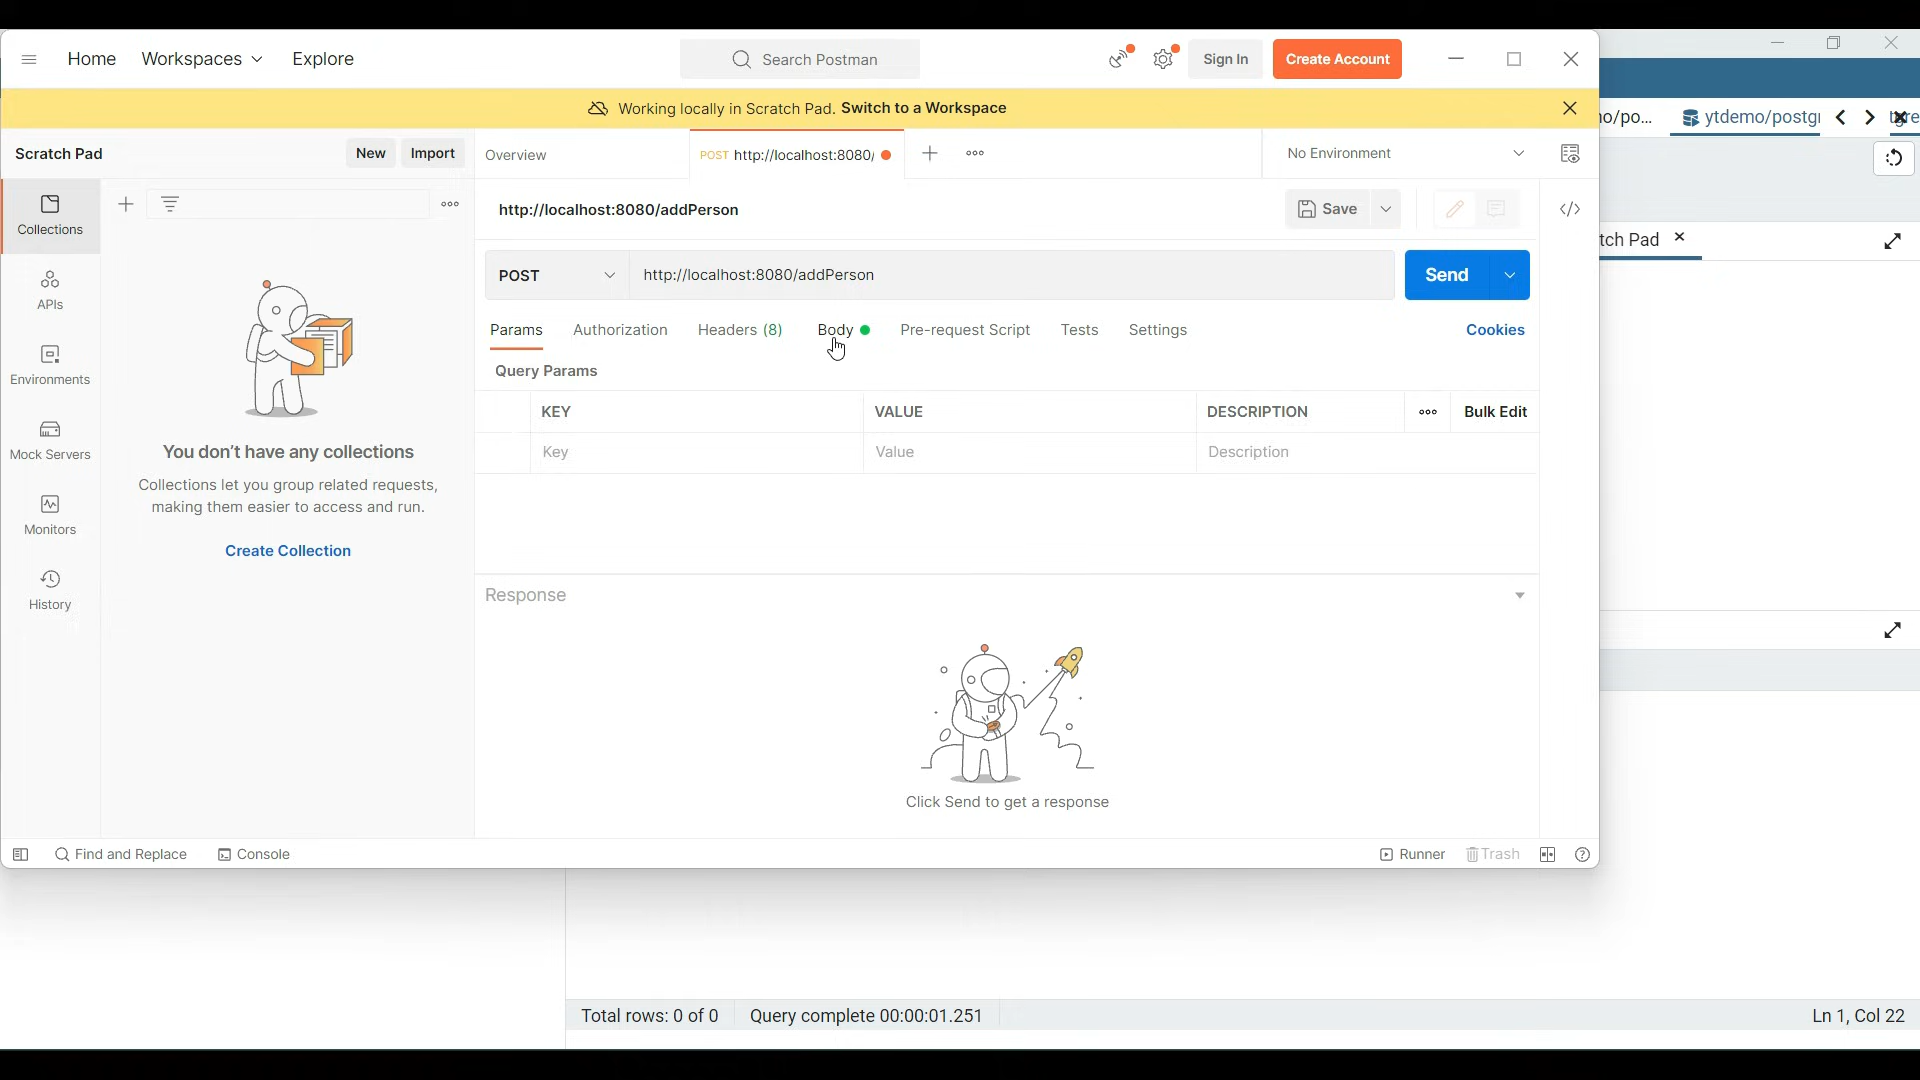 Home Workspaces Explore Search Postman Sign In Create Account
Working locally in Scratch Pad. Switch to a Workspace
Scratch Pad New Import Overview POST http://localhost:8080/ No Environment
http://localhost:8080/addPerson Save
Collections
POST http://localhost:8080/addPerson Send
APIs
Params Authorization Headers (8) Body Pre-request Script Tests Settings Cookies
Query Params
Environments
KEY VALUE DESCRIPTION Bulk Edit
Key Value Description
Mock Servers
You don't have any collections
Collections let you group related requests,
making them easier to access and run.
Monitors
Create Collection
History
Response
Click Send to get a response
Find and Replace Console Runner Trash
ytdemo/postg
tch Pad
Total rows: 0 of 0 Query complete 00:00:01.251 Ln 1, Col 22